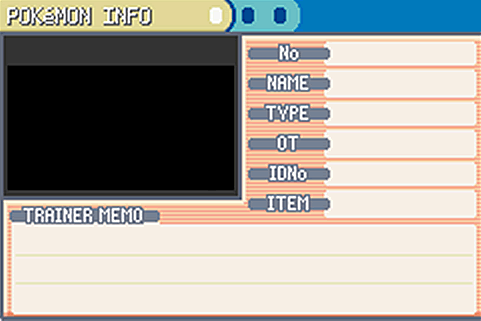 POKéMON INFO
No
NAME
TYPE
OT
IDNo
ITEM
TRAINER MEMO